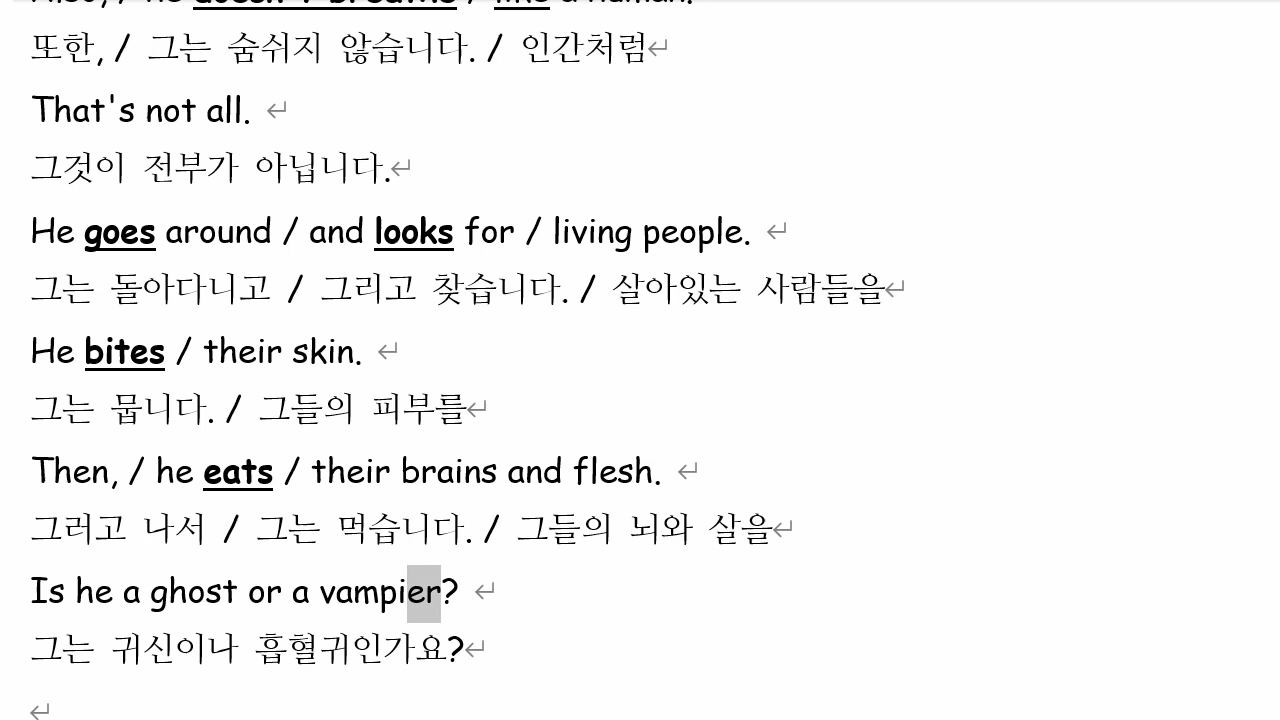 Also, / he doesn't breathe / like a human.
또한, / 그는 숨쉬지 않습니다. / 인간처럼
That's not all.
그것이 전부가 아닙니다.
He goes around / and looks for / living people.
그는 돌아다니고 / 그리고 찾습니다. / 살아있는 사람들을
He bites / their skin.
그는 뭅니다. / 그들의 피부를
Then, / he eats / their brains and flesh.
그러고 나서 / 그는 먹습니다. / 그들의 뇌와 살을
Is he a ghost or a vampier?
그는 귀신이나 흡혈귀인가요?